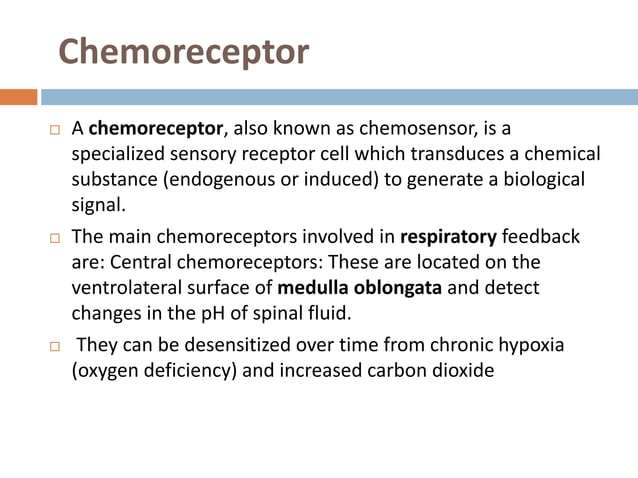 Chemoreceptor
A chemoreceptor, also known as chemosensor, is a
specialized sensory receptor cell which transduces a chemical
substance (endogenous or induced) to generate a biological
signal.
The main chemoreceptors involved in respiratory feedback
are: Central chemoreceptors: These are located on the
ventrolateral surface of medulla oblongata and detect
changes in the pH of spinal fluid.
They can be desensitized over time from chronic hypoxia
(oxygen deficiency) and increased carbon dioxide